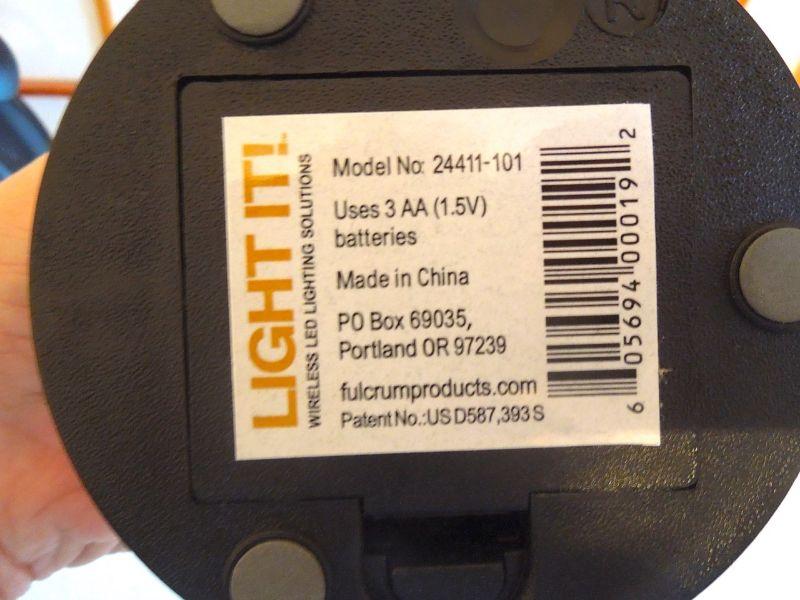 LIGHT IT!
WIRELESS LED LIGHTING SOLUTIONS
Model No: 24411-101
Uses 3 AA (1.5V)
batteries
Made in China
PO Box 69035,
Portland OR 97239
fulcrumproducts.com
Patent No.:US D587,393 S
6 05694 00019 2